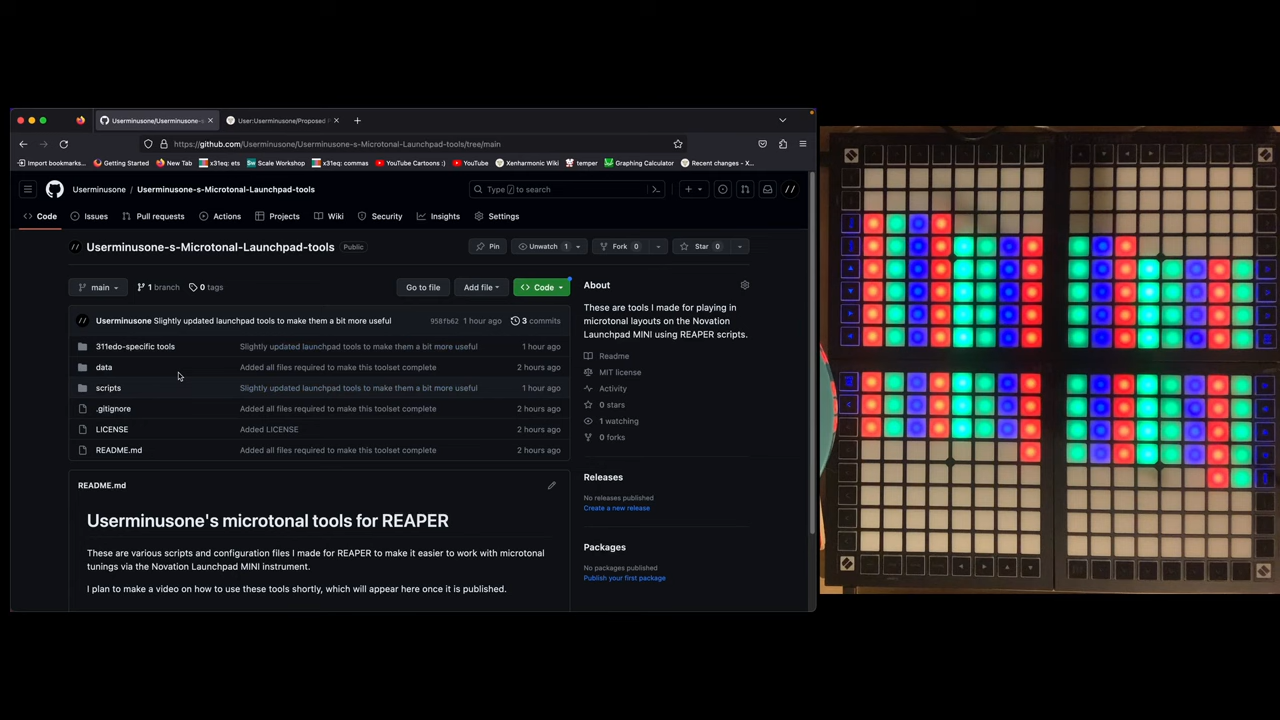 Userminusone/Userminusone-s
User:Userminusone/Proposed
https://github.com/Userminusone/Userminusone-s-Microtonal-Launchpad-tools/tree/main
Import bookmarks... Getting Started New Tab x31eq: ets Scale Workshop x31eq: commas YouTube Cartoons :) YouTube Xenharmonic Wiki temper Graphing Calculator Recent changes - X...
Userminusone / Userminusone-s-Microtonal-Launchpad-tools
Type / to search
Code Issues Pull requests Actions Projects Wiki Security Insights Settings
Userminusone-s-Microtonal-Launchpad-tools Public
Pin Unwatch 1 Fork 0 Star 0
main 1 branch 0 tags Go to file Add file Code
Userminusone Slightly updated launchpad tools to make them a bit more useful 958fb62 1 hour ago 3 commits
311edo-specific tools Slightly updated launchpad tools to make them a bit more useful 1 hour ago
data Added all files required to make this toolset complete 2 hours ago
scripts Slightly updated launchpad tools to make them a bit more useful 1 hour ago
.gitignore Added all files required to make this toolset complete 2 hours ago
LICENSE Added LICENSE 2 hours ago
README.md Added all files required to make this toolset complete 2 hours ago
README.md
Userminusone's microtonal tools for REAPER
These are various scripts and configuration files I made for REAPER to make it easier to work with microtonal
tunings via the Novation Launchpad MINI instrument.
I plan to make a video on how to use these tools shortly, which will appear here once it is published.
About
These are tools I made for playing in
microtonal layouts on the Novation
Launchpad MINI using REAPER scripts.
Readme
MIT license
Activity
0 stars
1 watching
0 forks
Releases
No releases published
Create a new release
Packages
No packages published
Publish your first package